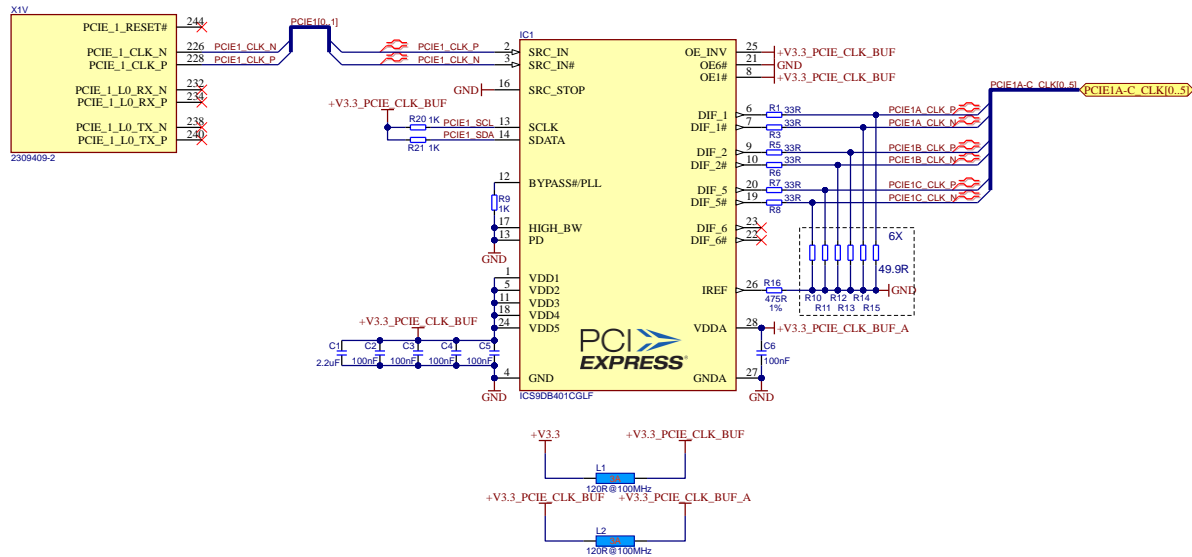 X1V
PCIE_1_RESET#
244
PCIE_1_CLK_N
226
PCIE1_CLK_N
PCIE_1_CLK_P
228
PCIE1_CLK_P
PCIE_1_L0_RX_N
232
PCIE_1_L0_RX_P
234
PCIE_1_L0_TX_N
238
PCIE_1_L0_TX_P
240
2309409-2
PCIE1[0..1]
PCIE1_CLK_P
PCIE1_CLK_N
IC1
2
SRC_IN
3
SRC_IN#
GND
16
SRC_STOP
+V3.3_PCIE_CLK_BUF
R20 1K
PCIE1_SCL
13
SCLK
R21 1K
PCIE1_SDA
14
SDATA
12
BYPASS#/PLL
R9
1K
17
HIGH_BW
13
PD
GND
1
VDD1
5
VDD2
11
VDD3
18
VDD4
24
VDD5
+V3.3_PCIE_CLK_BUF
C1
2.2uF
C2
100nF
C3
100nF
C4
100nF
C5
100nF
4
GND
GND
ICS9DB401CGLF
PCI
EXPRESS®
OE_INV
25
+V3.3_PCIE_CLK_BUF
OE6#
21
GND
OE1#
8
+V3.3_PCIE_CLK_BUF
DIF_1
6
R1
33R
PCIE1A_CLK_P
DIF_1#
7
R3
33R
PCIE1A_CLK_N
DIF_2
9
R5
33R
PCIE1B_CLK_P
DIF_2#
10
R6
33R
PCIE1B_CLK_N
DIF_5
20
R7
33R
PCIE1C_CLK_P
DIF_5#
19
R8
33R
PCIE1C_CLK_N
DIF_6
23
DIF_6#
22
PCIE1A-C_CLK[0..5]
PCIE1A-C_CLK[0..5]
6X
49.9R
IREF
26
R16
475R
1%
R10
R11
R12
R13
R14
R15
GND
VDDA
28
+V3.3_PCIE_CLK_BUF_A
C6
100nF
GNDA
27
GND
+V3.3
+V3.3_PCIE_CLK_BUF
L1
120R@100MHz
+V3.3_PCIE_CLK_BUF
+V3.3_PCIE_CLK_BUF_A
L2
120R@100MHz